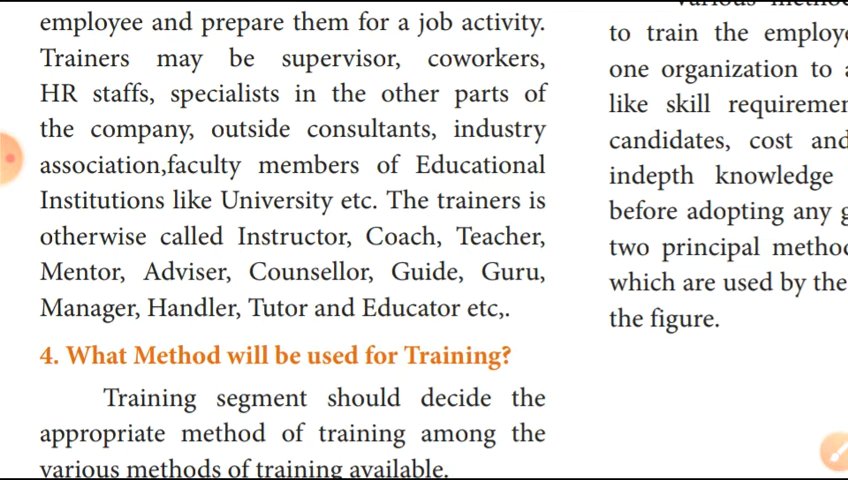 employee and prepare them for a job activity.
Trainers may be supervisor, coworkers,
HR staffs, specialists in the other parts of
the company, outside consultants, industry
association,faculty members of Educational
Institutions like University etc. The trainers is
otherwise called Instructor, Coach, Teacher,
Mentor, Adviser, Counsellor, Guide, Guru,
Manager, Handler, Tutor and Educator etc,.
4. What Method will be used for Training?
Training segment should decide the
appropriate method of training among the
various methods of training available.
to train the
one organization to
like skill
candidates, cost and
indepth knowledge
before adopting any
two principal
which are used by the
the figure.